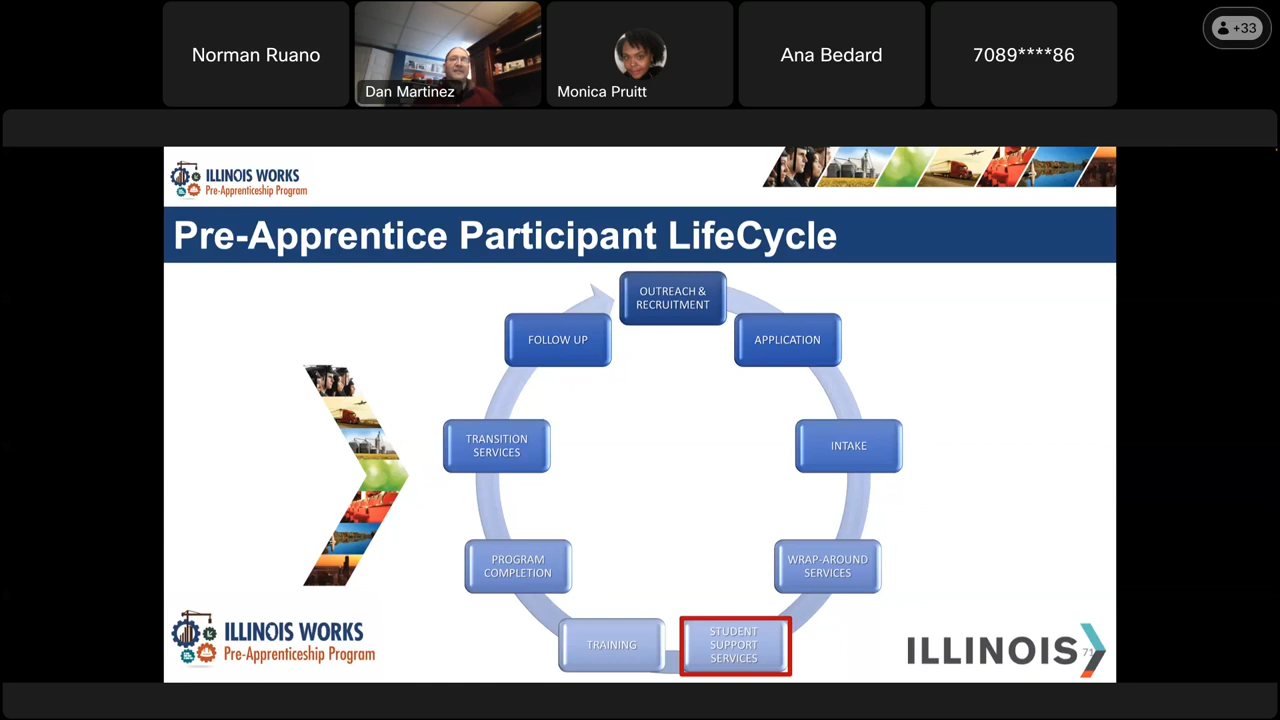 Norman Ruano
Dan Martinez
Monica Pruitt
Ana Bedard
7089****86
+33
ILLINOIS WORKS
Pre-Apprenticeship Program
Pre-Apprentice Participant LifeCycle
OUTREACH &
RECRUITMENT
APPLICATION
INTAKE
WRAP-AROUND
SERVICES
STUDENT
SUPPORT
SERVICES
TRAINING
PROGRAM
COMPLETION
TRANSITION
SERVICES
FOLLOW UP
ILLINOIS WORKS
Pre-Apprenticeship Program
ILLINOIS
71